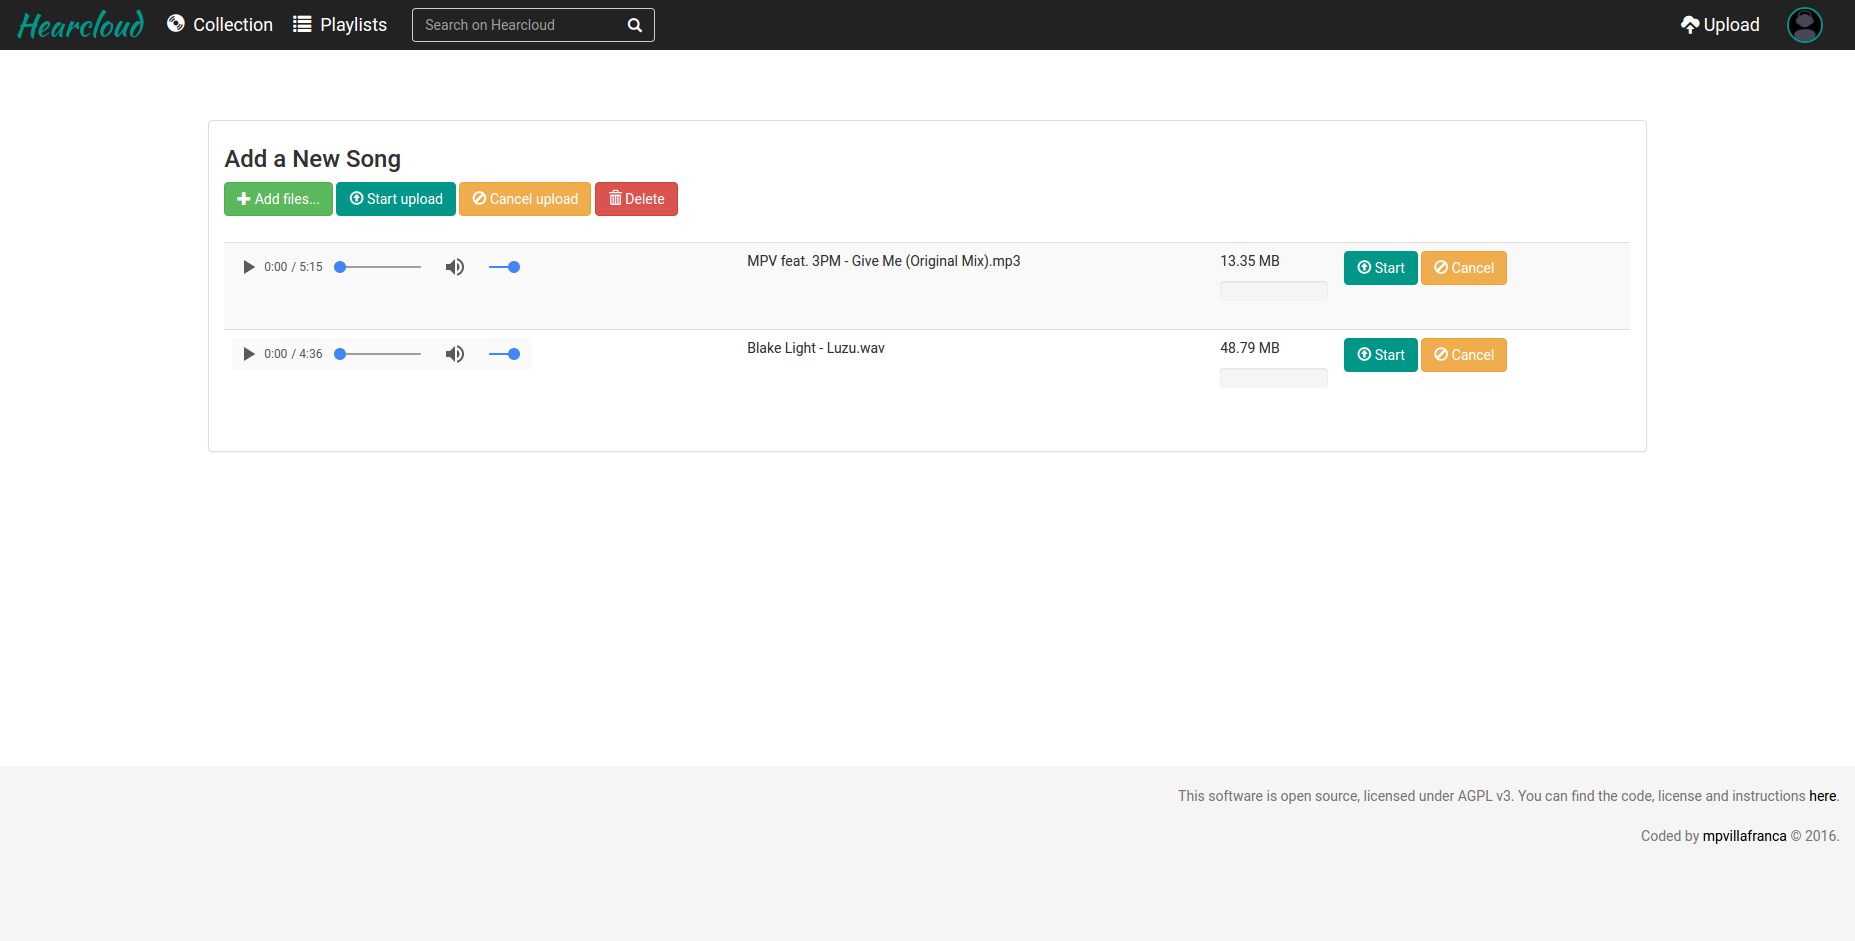 Hearcloud Collection Playlists Search on Hearcloud Upload
Add a New Song
Add files... Start upload Cancel upload Delete
0:00 / 5:15 MPV feat. 3PM - Give Me (Original Mix).mp3 13.35 MB Start Cancel
0:00 / 4:36 Blake Light - Luzu.wav 48.79 MB Start Cancel
This software is open source, licensed under AGPL v3. You can find the code, license and instructions here.
Coded by mpvillafranca © 2016.